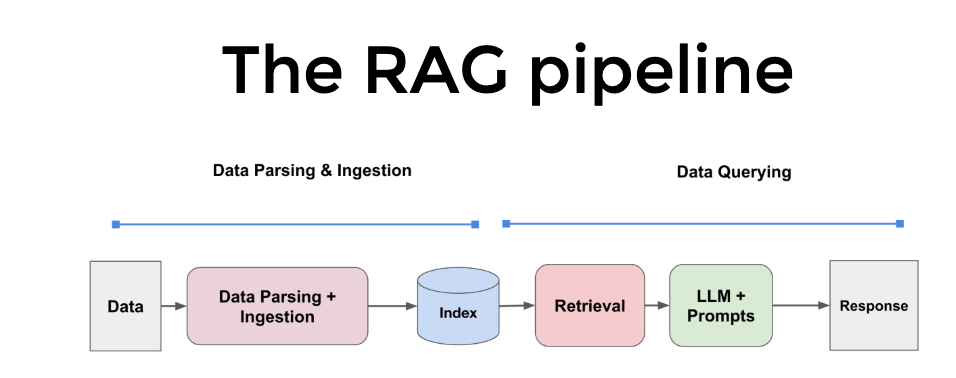 The RAG pipeline
Data Parsing & Ingestion
Data Querying
Data
Data Parsing +
Ingestion
Index
Retrieval
LLM +
Prompts
Response